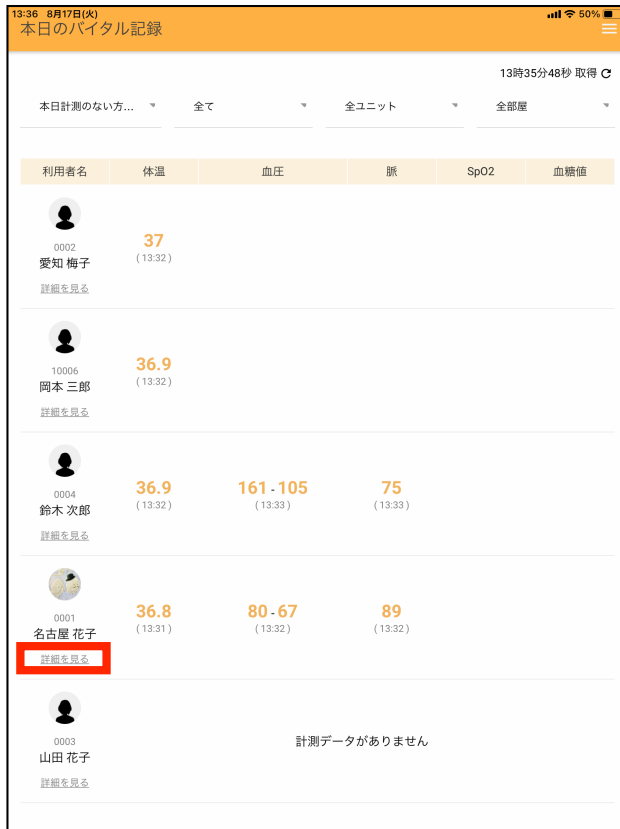 13:36 8月17日(火)
50%
本日のバイタル記録
13時35分48秒 取得
本日計測のない方... 全て 全ユニット 全部屋
利用者名 体温 血圧 脈 SpO2 血糖値
0002
愛知 梅子
詳細を見る
37
( 13:32 )
10006
岡本 三郎
詳細を見る
36.9
( 13:32 )
0004
鈴木 次郎
詳細を見る
36.9
( 13:32 )
161 - 105
( 13:33 )
75
( 13:33 )
0001
名古屋 花子
詳細を見る
36.8
( 13:31 )
80 - 67
( 13:32 )
89
( 13:32 )
0003
山田 花子
詳細を見る
計測データがありません